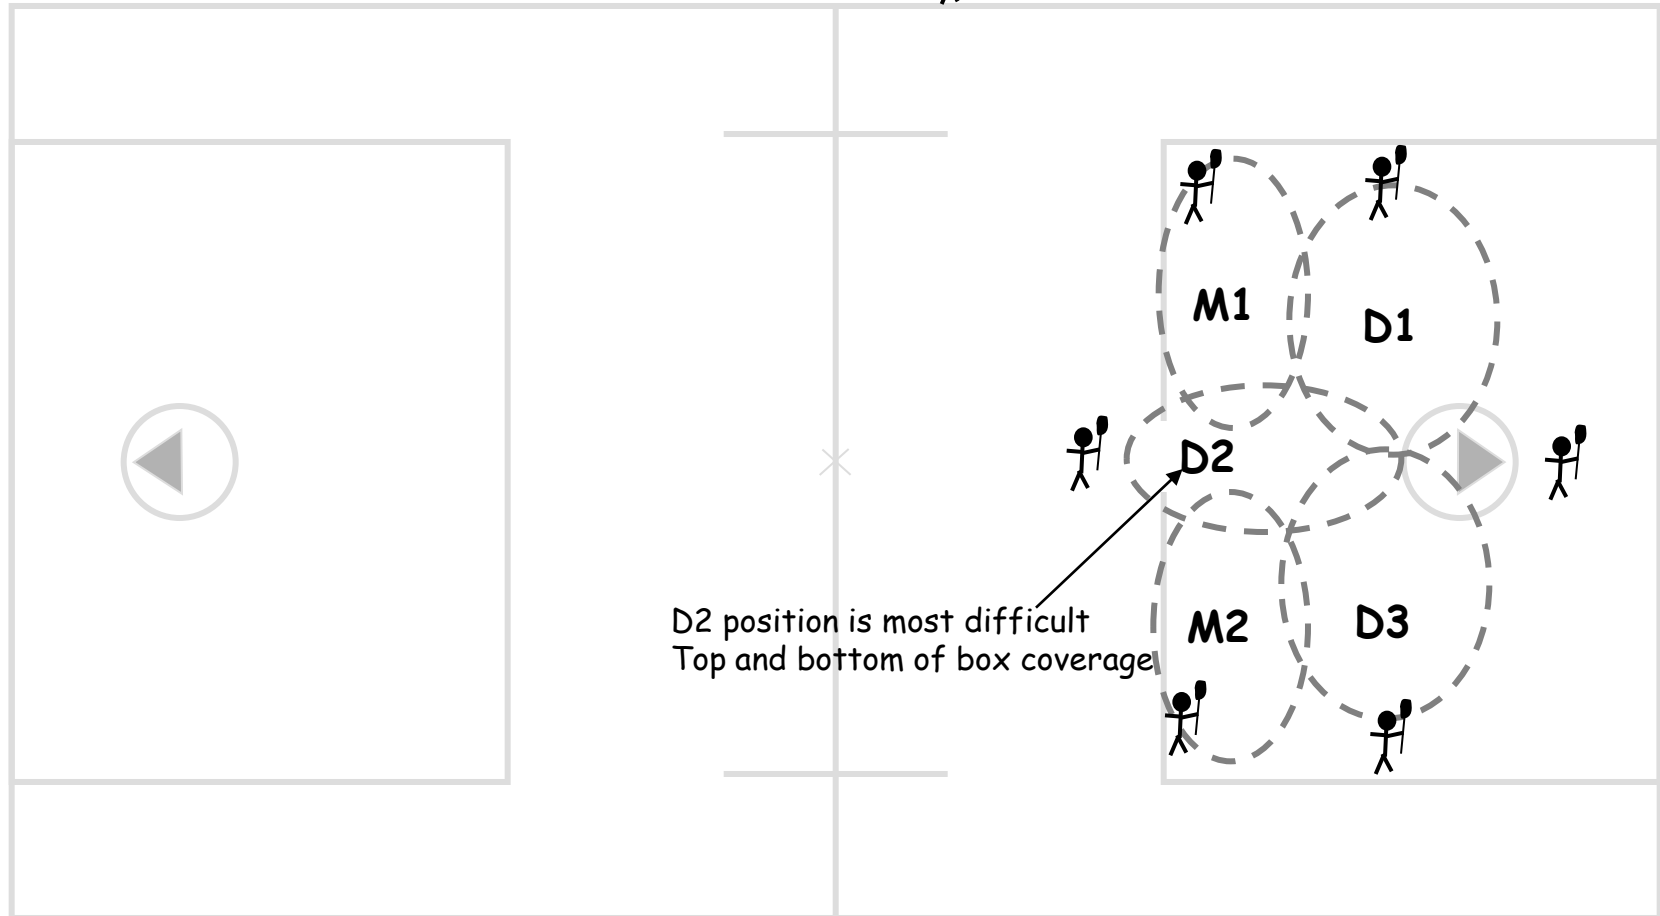 M1
D1
D2
D2 position is most difficult
Top and bottom of box coverage
M2
D3